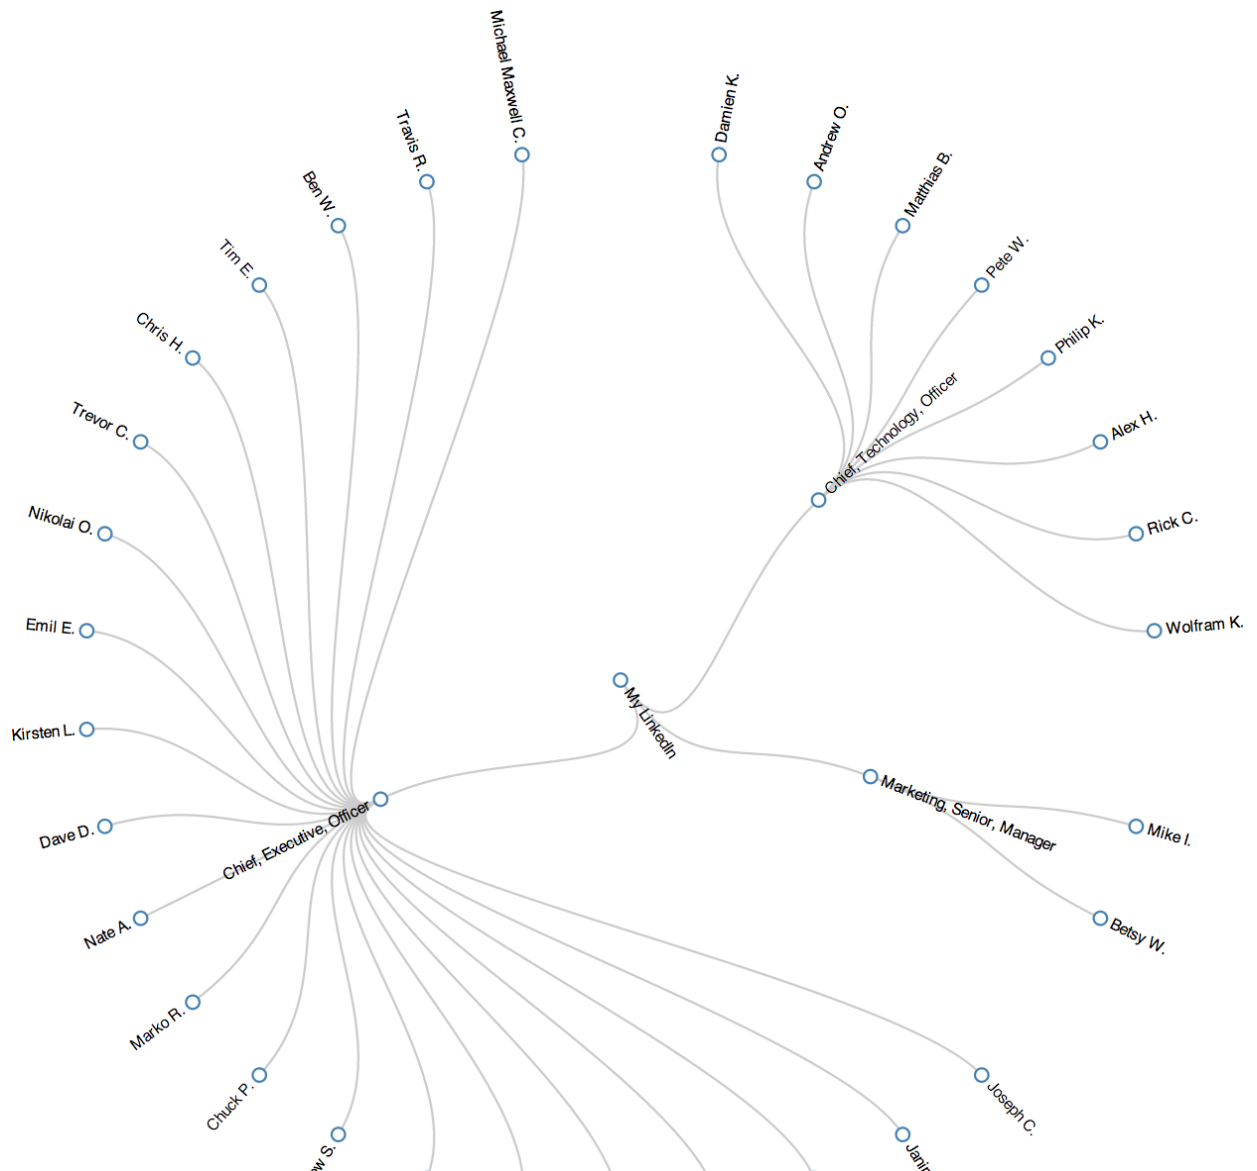 Michael Maxwell C.
Travis R.
Ben W.
Tim E.
Chris H.
Trevor C.
Nikolai O.
Emil E.
Kirsten L.
Dave D.
Nate A.
Marko R.
Chuck P.
Chief, Executive, Officer
My LinkedIn
Damien K.
Andrew O.
Matthias B.
Pete W.
Philip K.
Alex H.
Rick C.
Wolfram K.
Chief, Technology, Officer
Marketing, Senior, Manager
Mike I.
Betsy W.
Joseph C.